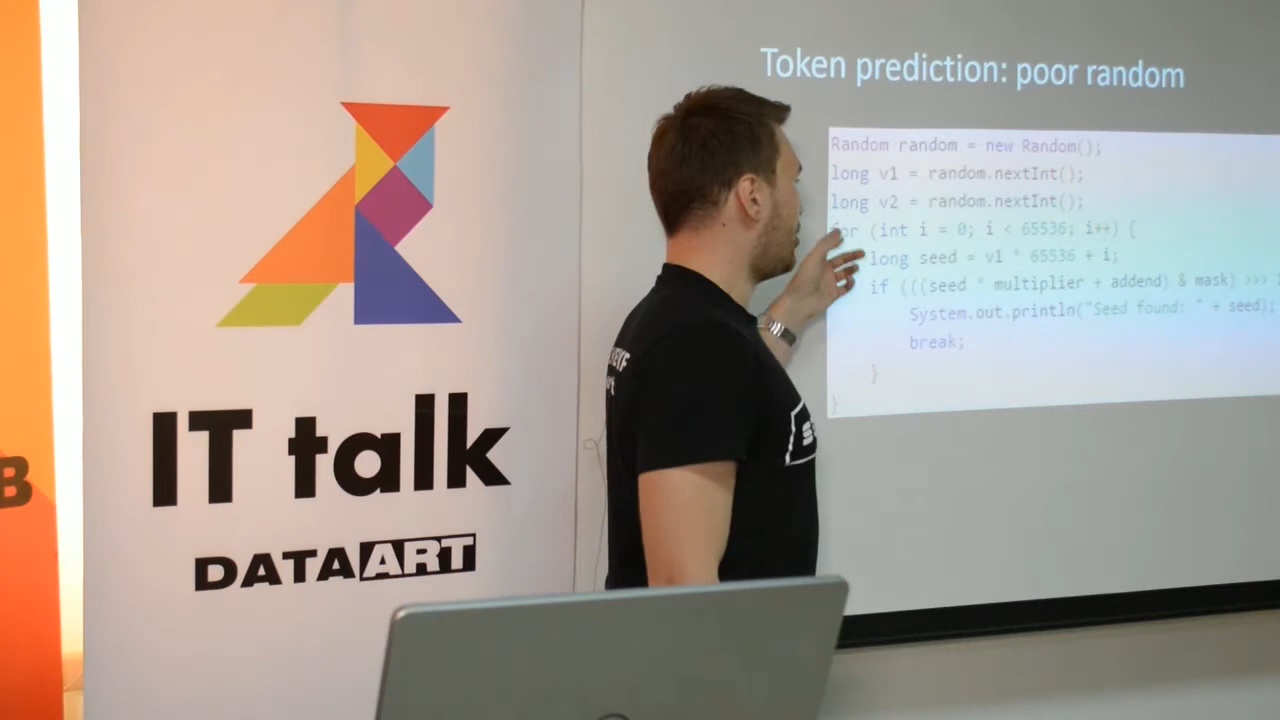 B
IT talk
DATAART
Token prediction: poor random
Random random = new Random();
long v1 = random.nextInt();
long v2 = random.nextInt();
for (int i = 0; i < 65536; i++) {
long seed = v1 * 65536 + i;
if (((seed * multiplier + addend) & mask) >>>
System.out.println("Seed found: " + seed);
break;
}
}